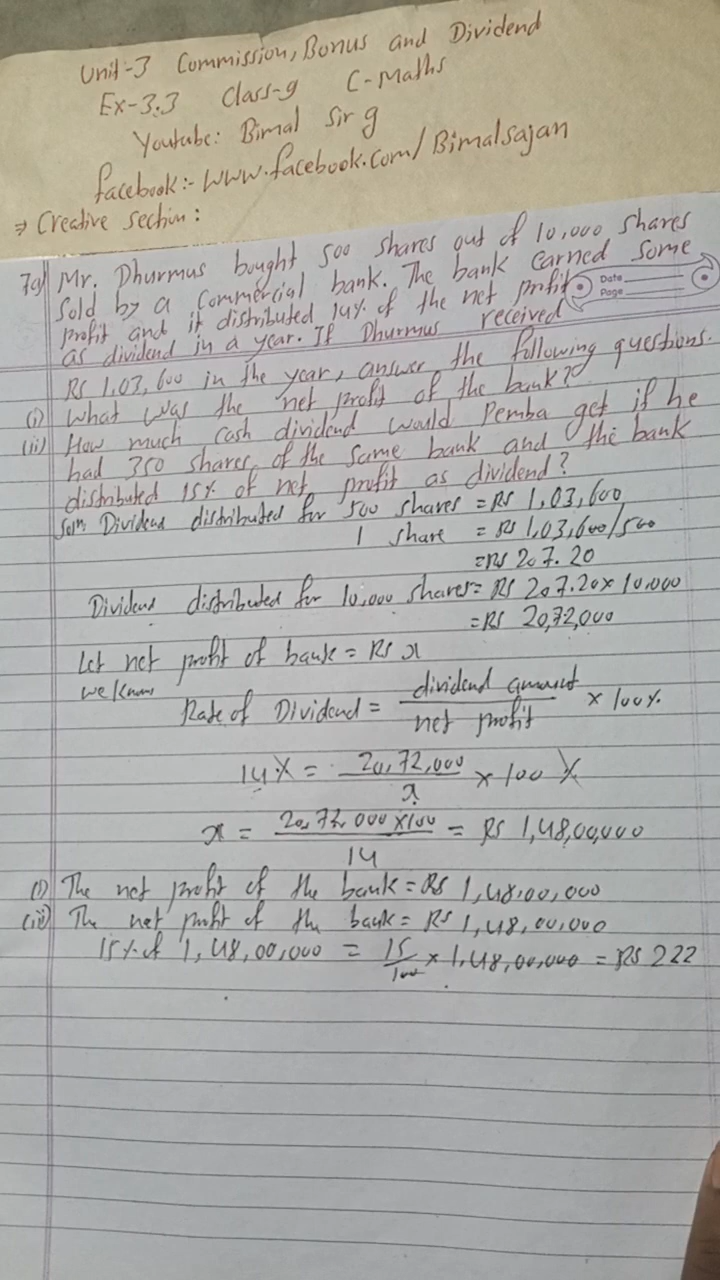 Unit-3 Commission, Bonus and Dividend
Ex-3.3 Class-9 C-Maths
Youtube: Bimal Sir g
facebook:- www.facebook.com/Bimalsajan
⇒ Creative section:
7a) Mr. Dhurmus bought 500 shares out of 10,000 shares
sold by a commercial bank. The bank earned some
profit and it distributed 14% of the net profit
as dividend in a year. If Dhurmus received
Date
Page
RS 1,03,600 in the year, answer the following questions.
(i) What was the net profit of the bank?
(ii) How much cash dividend would Pemba get if he
had 350 shares of the same bank and the bank
distributed 15% of net profit as dividend?
Soln: Dividend distributed for 500 shares = RS 1,03,600
1 share = RS 1,03,600/500
= RS 207.20
Dividend distributed for 10,000 shares = RS 207.20 × 10,000
= RS 20,72,000
Let net profit of bank = RS x
we know
Rate of Dividend = dividend amount / net profit × 100%
14% = 20,72,000 / x × 100%
x = 20,72,000 × 100 / 14 = RS 1,48,00,000
(i) The net profit of the bank = RS 1,48,00,000
(ii) The net profit of the bank = RS 1,48,00,000
15% of 1,48,00,000 = 15/100 × 1,48,00,000 = RS 222